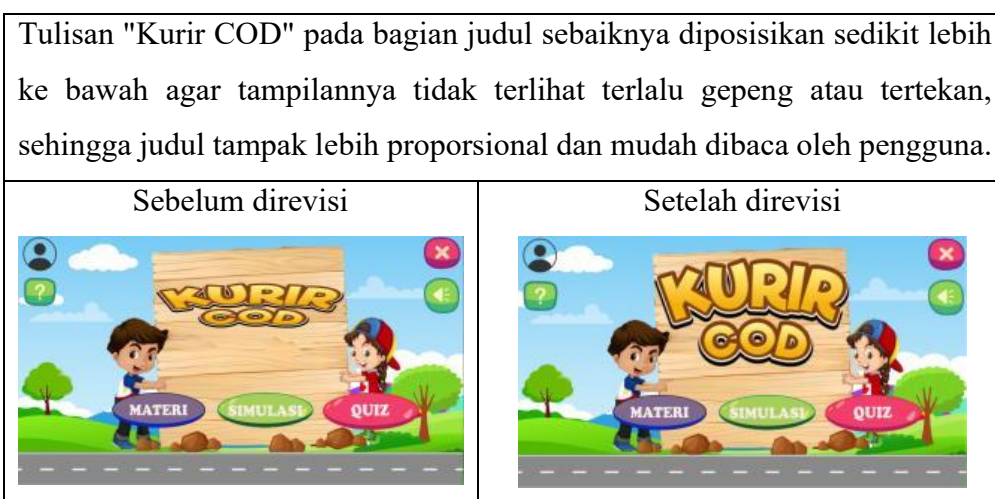 Tulisan "Kurir COD" pada bagian judul sebaiknya diposisikan sedikit lebih
ke bawah agar tampilannya tidak terlihat terlalu gepeng atau tertekan,
sehingga judul tampak lebih proporsional dan mudah dibaca oleh pengguna.
Sebelum direvisi
Setelah direvisi
?
KURIR
COD
MATERI
SIMULASI
QUIZ
?
KURIR
COD
MATERI
SIMULASI
QUIZ